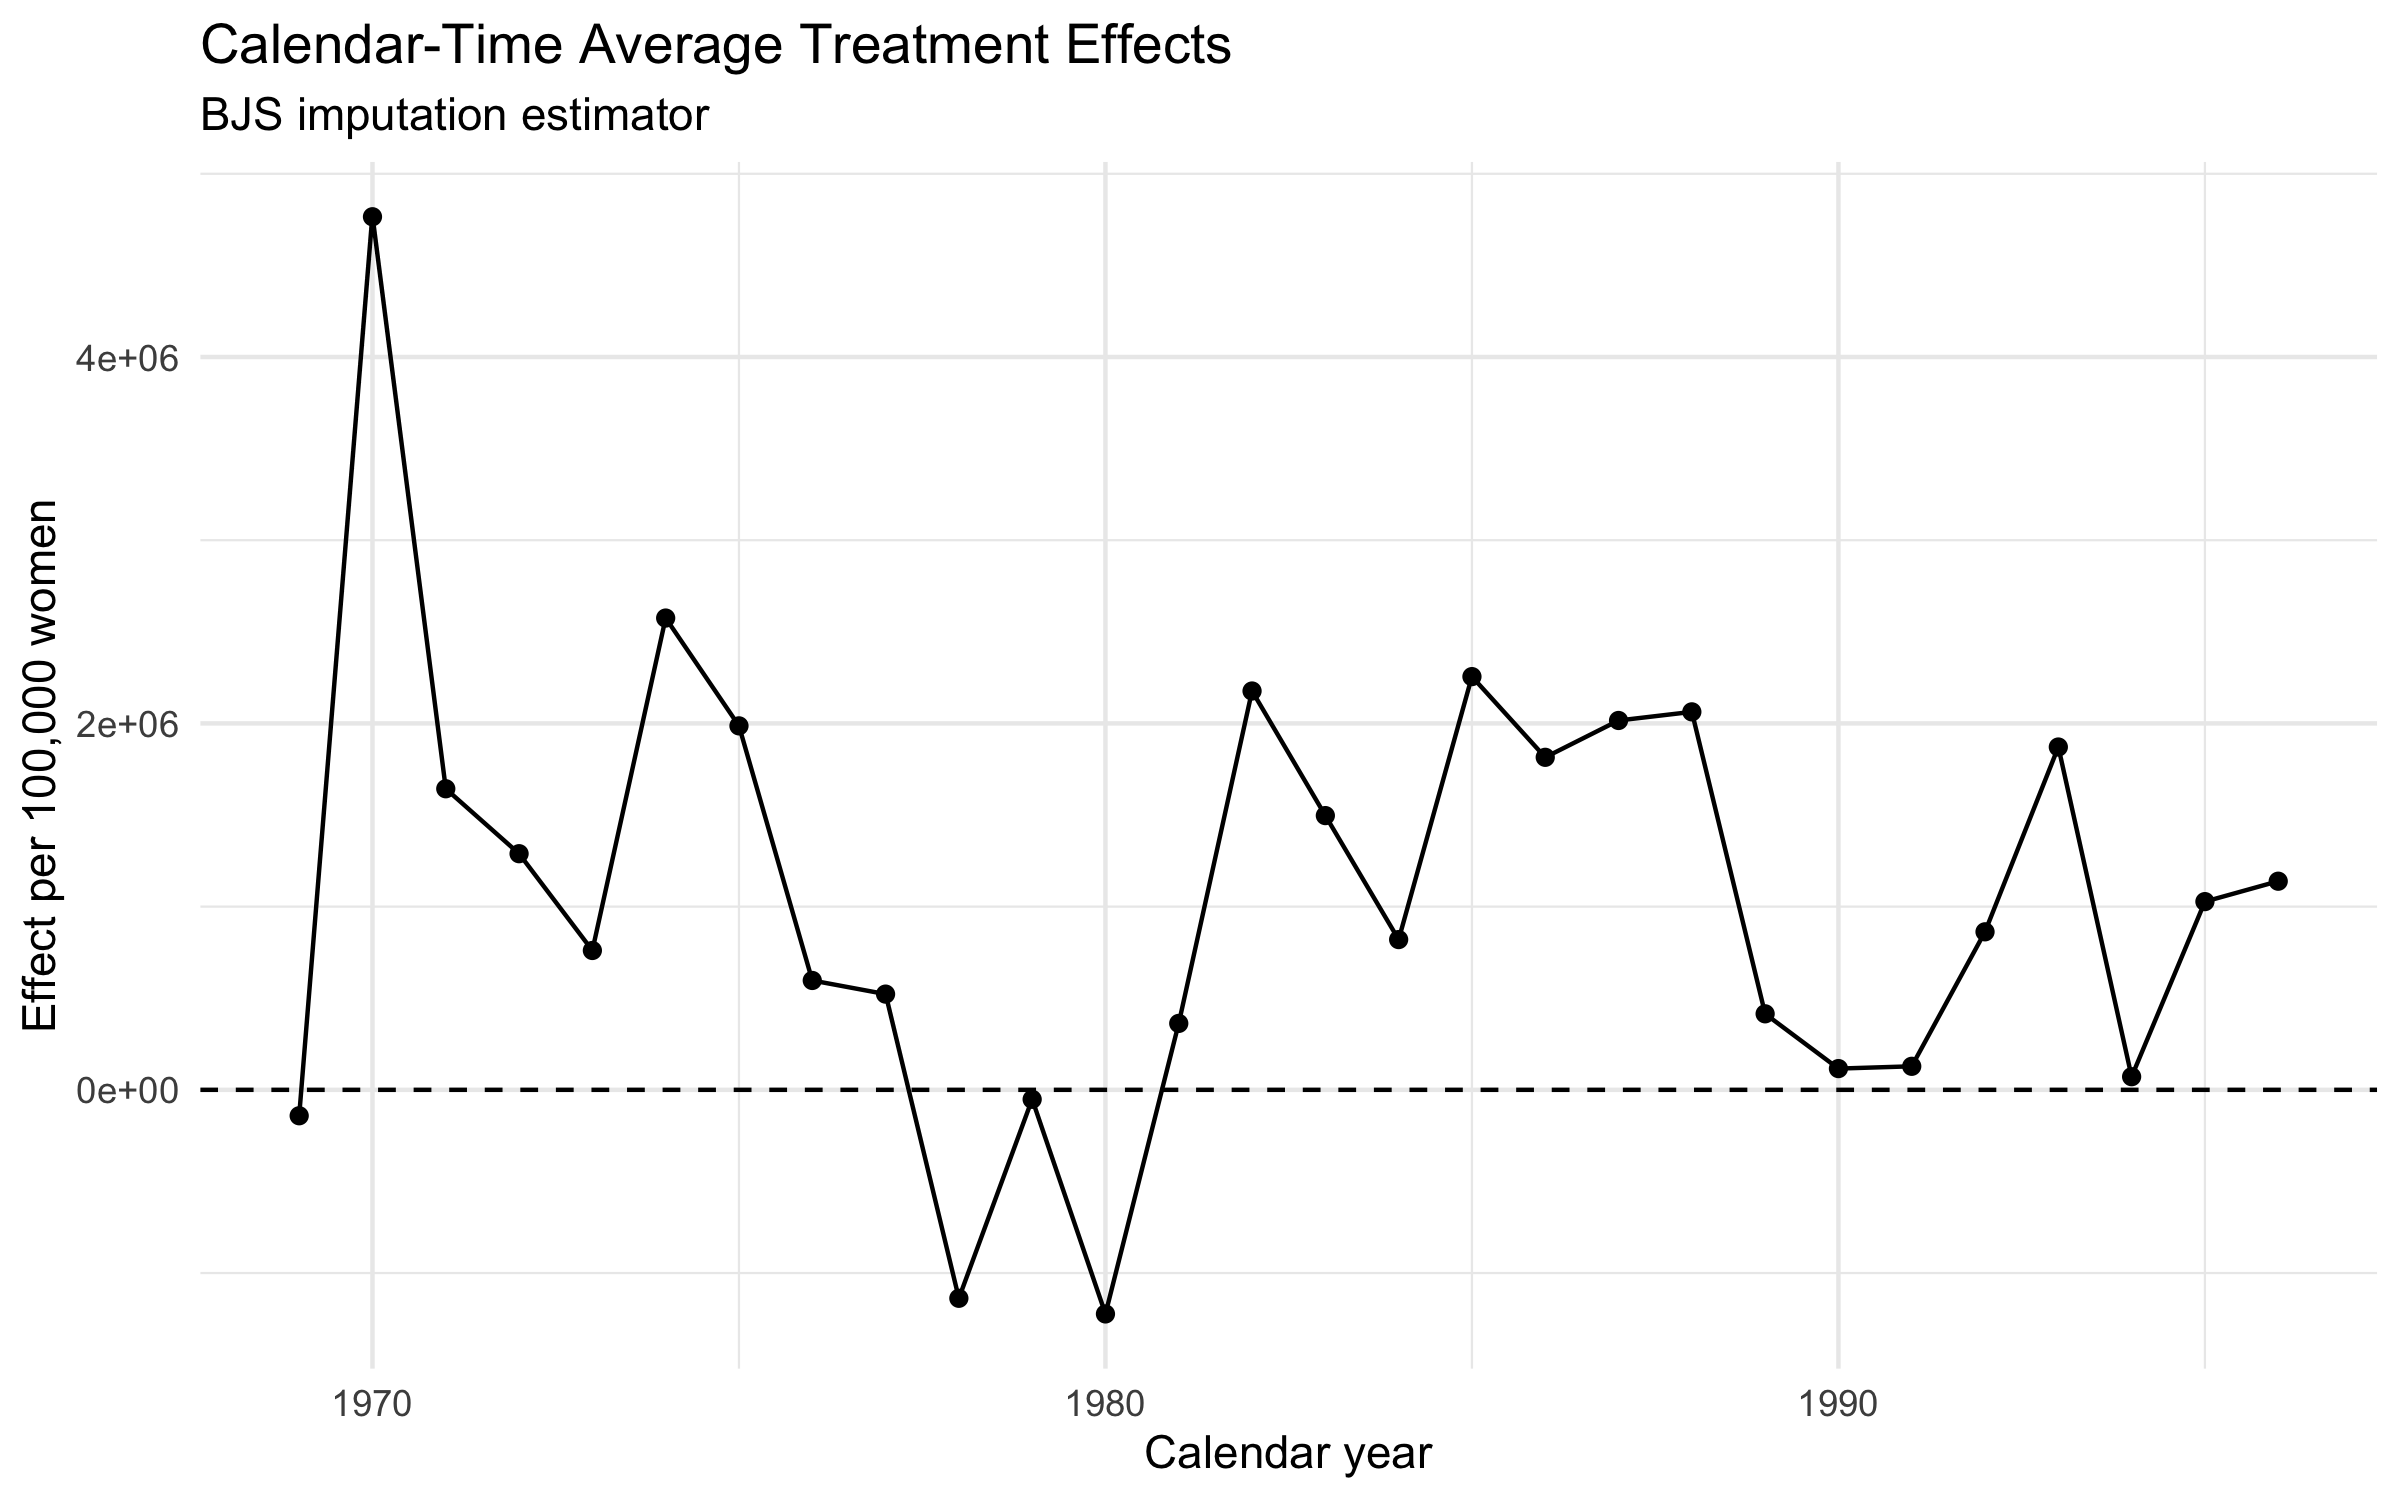 Calendar-Time Average Treatment Effects
BJS imputation estimator
Effect per 100,000 women
4e+06
2e+06
0e+00
1970
1980
1990
Calendar year